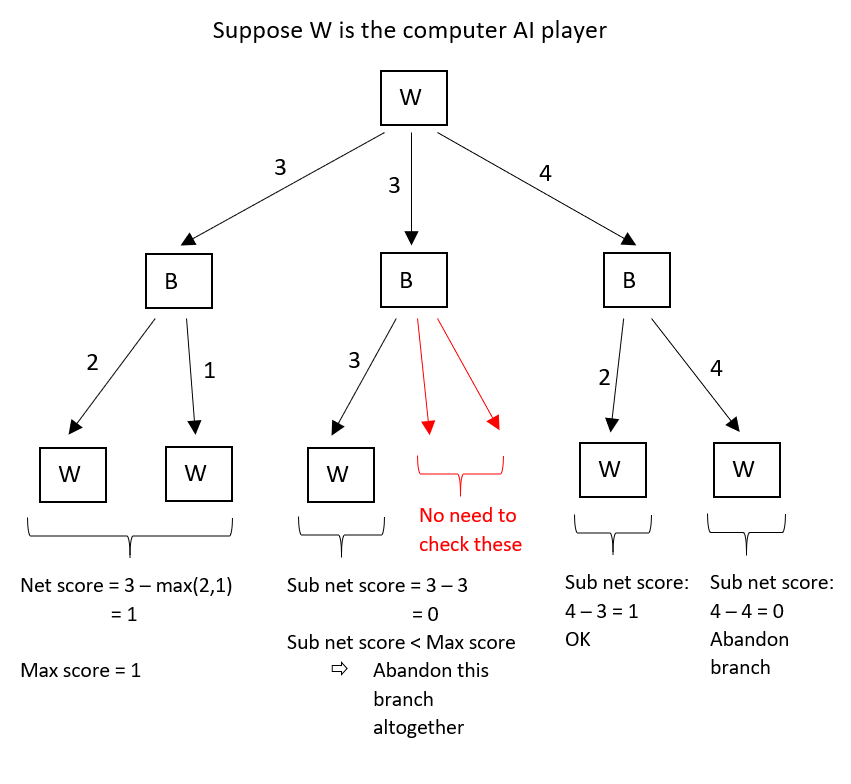 Suppose W is the computer AI player
W
3
3
4
B
B
B
2
1
3
2
4
W
W
W
W
W
No need to
check these
Net score = 3 – max(2,1)
= 1
Max score = 1
Sub net score = 3 – 3
= 0
Sub net score < Max score
⇨ Abandon this
branch
altogether
Sub net score:
4 – 3 = 1
OK
Sub net score:
4 – 4 = 0
Abandon
branch